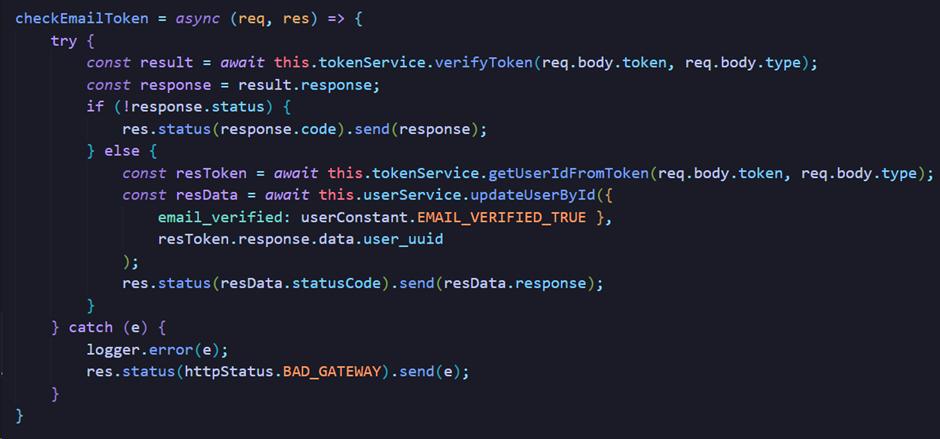 checkEmailToken = async (req, res) => {
    try {
        const result = await this.tokenService.verifyToken(req.body.token, req.body.type);
        const response = result.response;
        if (!response.status) {
            res.status(response.code).send(response);
        } else {
            const resToken = await this.tokenService.getUserIdFromToken(req.body.token, req.body.type);
            const resData = await this.userService.updateUserById({
                email_verified: userConstant.EMAIL_VERIFIED_TRUE },
                resToken.response.data.user_uuid
            );
            res.status(resData.statusCode).send(resData.response);
        }
    } catch (e) {
        logger.error(e);
        res.status(httpStatus.BAD_GATEWAY).send(e);
    }
}